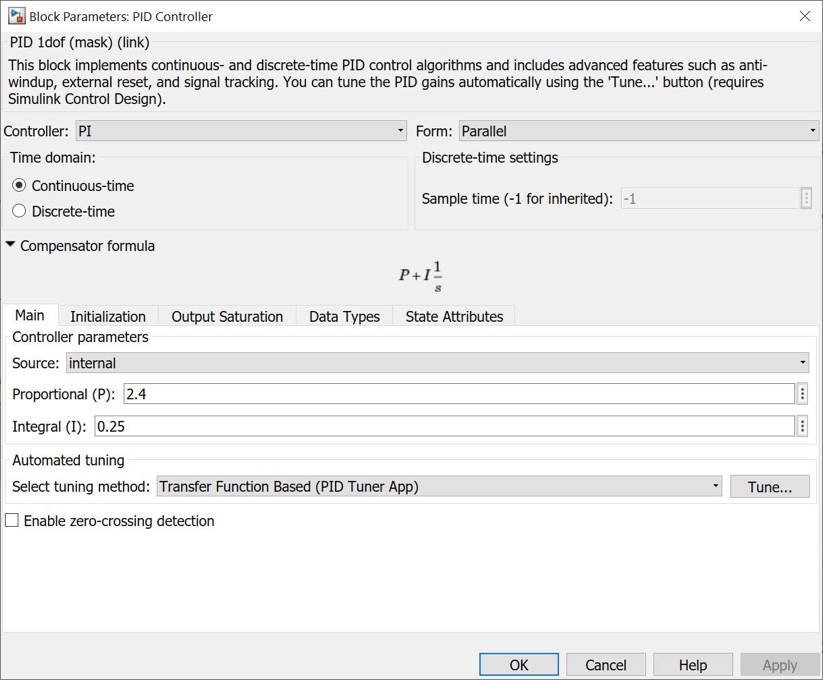 Block Parameters: PID Controller
PID 1dof (mask) (link)
This block implements continuous- and discrete-time PID control algorithms and includes advanced features such as anti-
windup, external reset, and signal tracking. You can tune the PID gains automatically using the 'Tune...' button (requires
Simulink Control Design).
Controller: PI Form: Parallel
Time domain: Discrete-time settings
Continuous-time
Sample time (-1 for inherited): -1
Discrete-time
Compensator formula
P + I 1/s
Main Initialization Output Saturation Data Types State Attributes
Controller parameters
Source: internal
Proportional (P): 2.4
Integral (I): 0.25
Automated tuning
Select tuning method: Transfer Function Based (PID Tuner App) Tune...
Enable zero-crossing detection
OK Cancel Help Apply